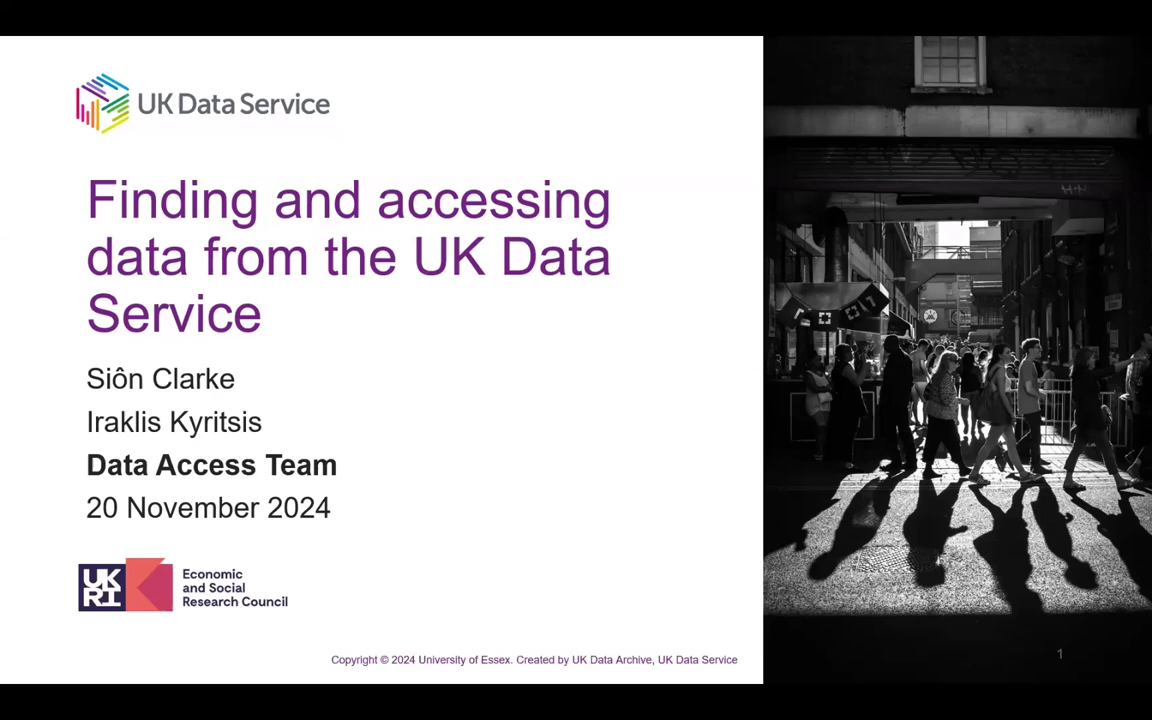 UK Data Service
Finding and accessing
data from the UK Data
Service
Siôn Clarke
Iraklis Kyritsis
Data Access Team
20 November 2024
UK
RI
Economic
and Social
Research Council
Copyright © 2024 University of Essex. Created by UK Data Archive, UK Data Service
1